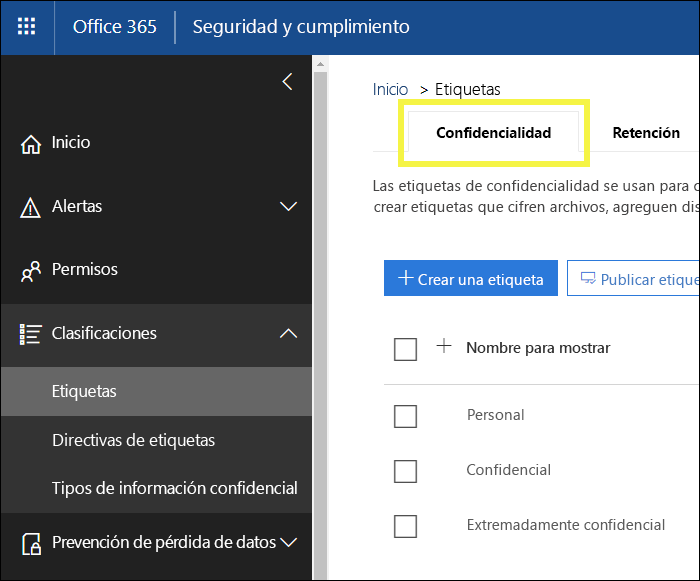 Office 365
Seguridad y cumplimiento
Inicio
Alertas
Permisos
Clasificaciones
Etiquetas
Directivas de etiquetas
Tipos de información confidencial
Prevención de pérdida de datos
Inicio > Etiquetas
Confidencialidad
Retención
Las etiquetas de confidencialidad se usan para
crear etiquetas que cifren archivos, agreguen
+ Crear una etiqueta
Publicar
+ Nombre para mostrar
Personal
Confidencial
Extremadamente confidencial